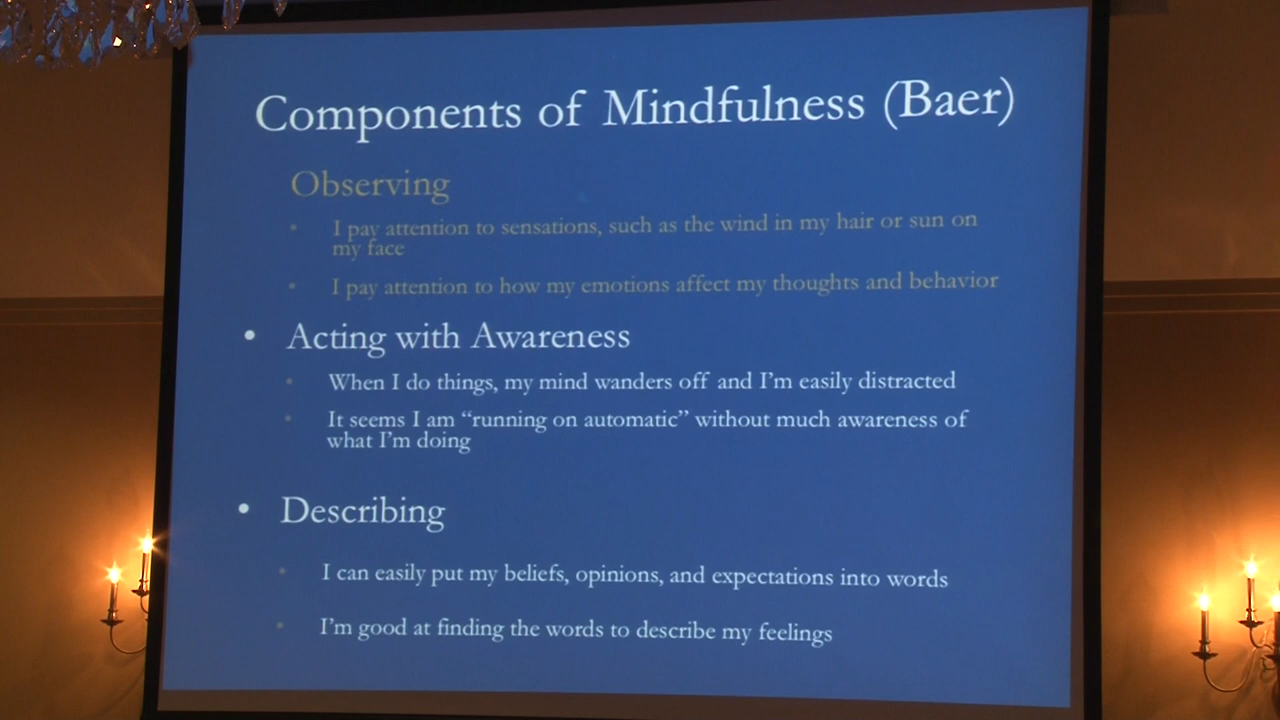 Components of Mindfulness (Baer)
Observing
• I pay attention to sensations, such as the wind in my hair or sun on
my face
• I pay attention to how my emotions affect my thoughts and behavior
• Acting with Awareness
• When I do things, my mind wanders off and I'm easily distracted
• It seems I am “running on automatic” without much awareness of
what I'm doing
• Describing
• I can easily put my beliefs, opinions, and expectations into words
• I'm good at finding the words to describe my feelings